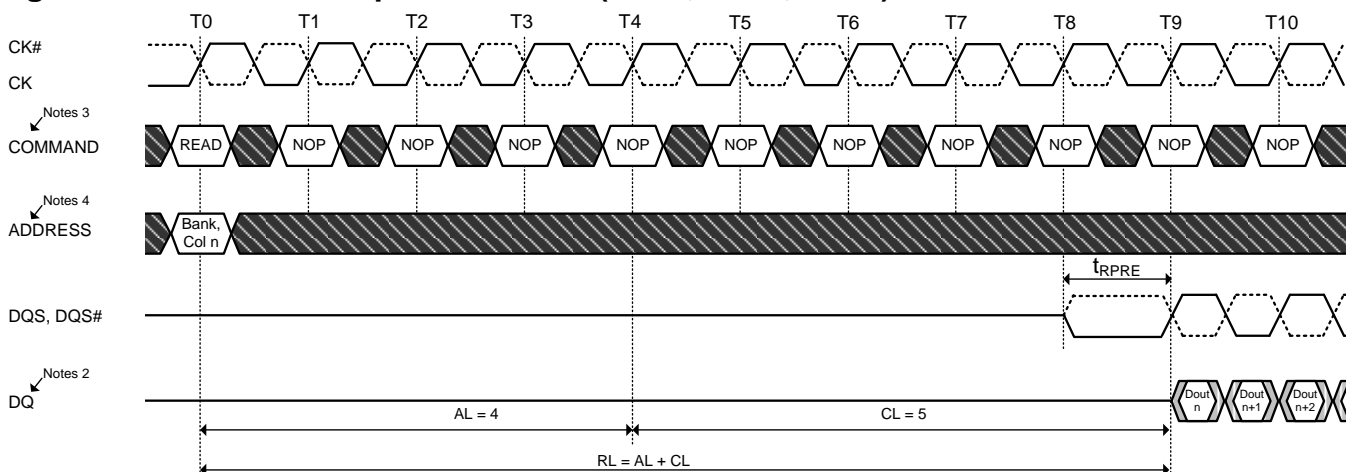 T0 T1 T2 T3 T4 T5 T6 T7 T8 T9 T10
CK#
CK
Notes 3
COMMAND READ NOP NOP NOP NOP NOP NOP NOP NOP NOP NOP
Notes 4
ADDRESS
Bank,
Col n
tRPRE
DQS, DQS#
Notes 2
DQ
Dout
n
Dout
n+1
Dout
n+2
AL = 4 CL = 5
RL = AL + CL